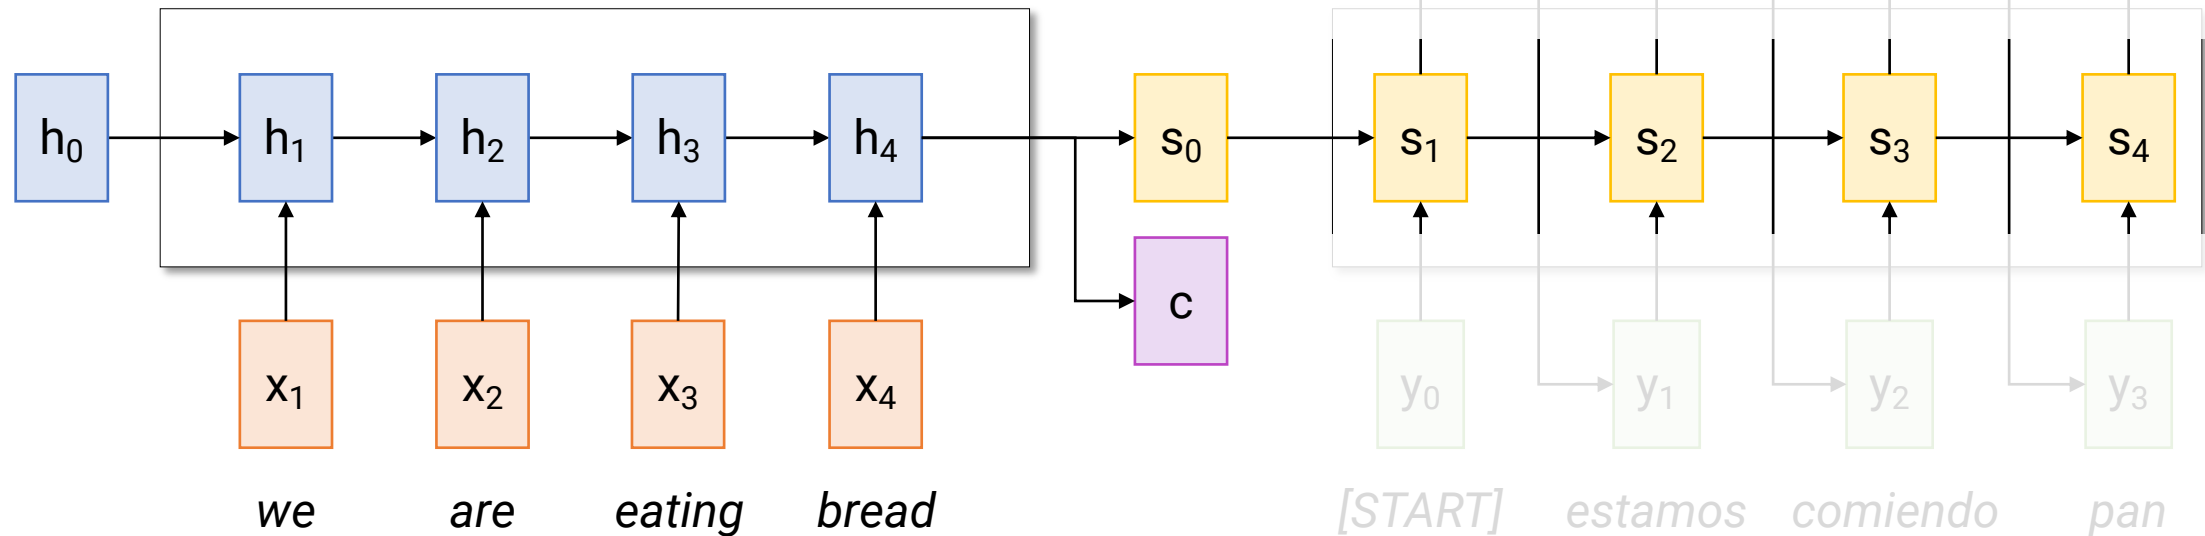 h₀ h₁ h₂ h₃ h₄ s₀ s₁ s₂ s₃ s₄
c
x₁ x₂ x₃ x₄ y₀ y₁ y₂ y₃
we are eating bread [START] estamos comiendo pan